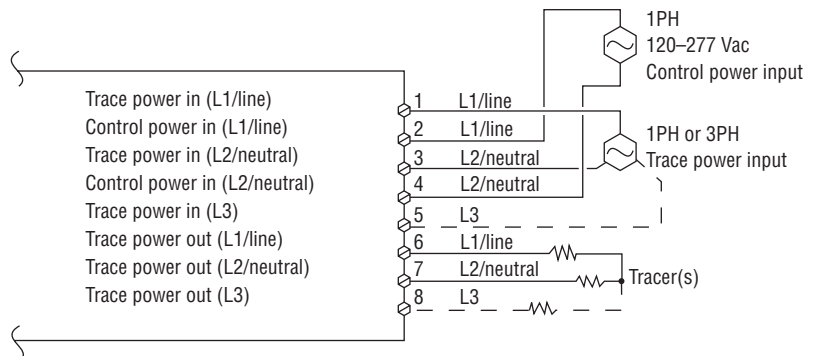 1PH
120–277 Vac
Control power input
Trace power in (L1/line) 1 L1/line
Control power in (L1/line) 2 L1/line
1PH or 3PH
Trace power in (L2/neutral) 3 L2/neutral
Trace power input
Control power in (L2/neutral) 4 L2/neutral
Trace power in (L3) 5 L3
Trace power out (L1/line) 6 L1/line
Trace power out (L2/neutral) 7 L2/neutral
Tracer(s)
Trace power out (L3) 8 L3